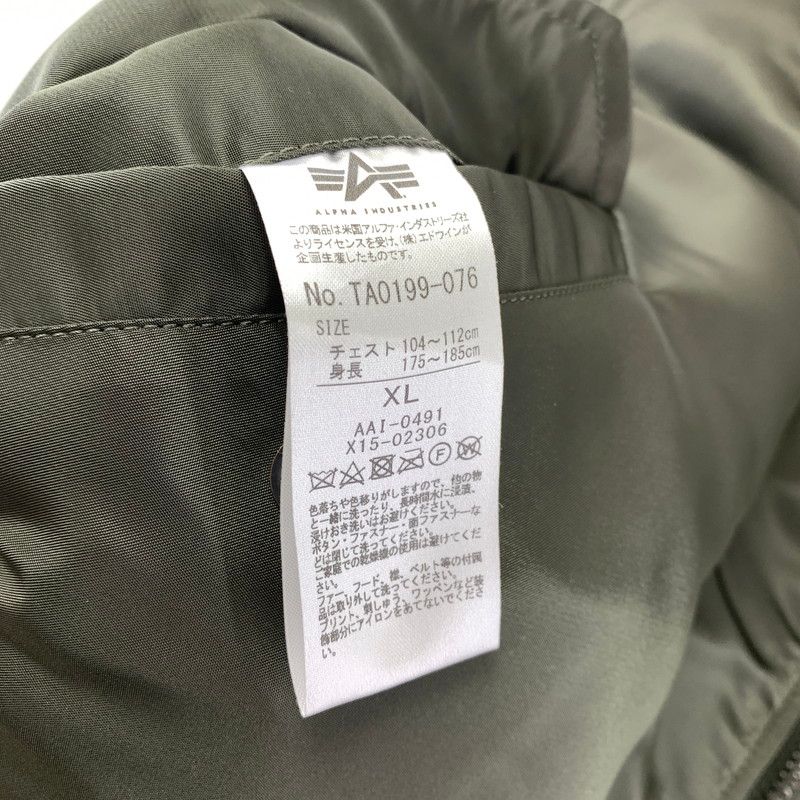 ALPHA INDUSTRIES
この商品は米国アルファ・インダストリーズ社
よりライセンスを受け、(株)エドウインが
企画生産したものです。
No. TA0199-076
SIZE
チェスト 104～112cm
身長 175～185cm
XL
AAI-0491
X15-02306
F W
色落ちや色移りがしますので、他の物
と一緒に洗ったり、長時間水に浸漬、
浸けおき洗いはお避けください。
ボタン・ファスナー・面ファスナーな
どは閉じて洗ってください。
ご家庭での乾燥機の使用は避けてくだ
さい。
ファー、フード、襟、ベルト等の付属
品は取り外して洗ってください。
プリント、刺しゅう、ワッペンなど装
飾部分にアイロンをあてないでくださ
い。